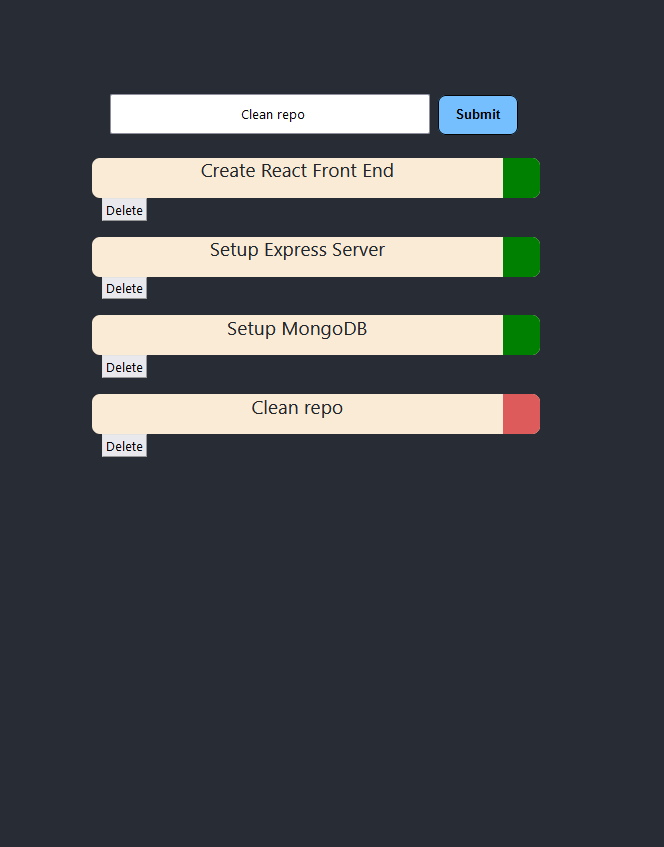 Clean repo
Submit
Create React Front End
Delete
Setup Express Server
Delete
Setup MongoDB
Delete
Clean repo
Delete